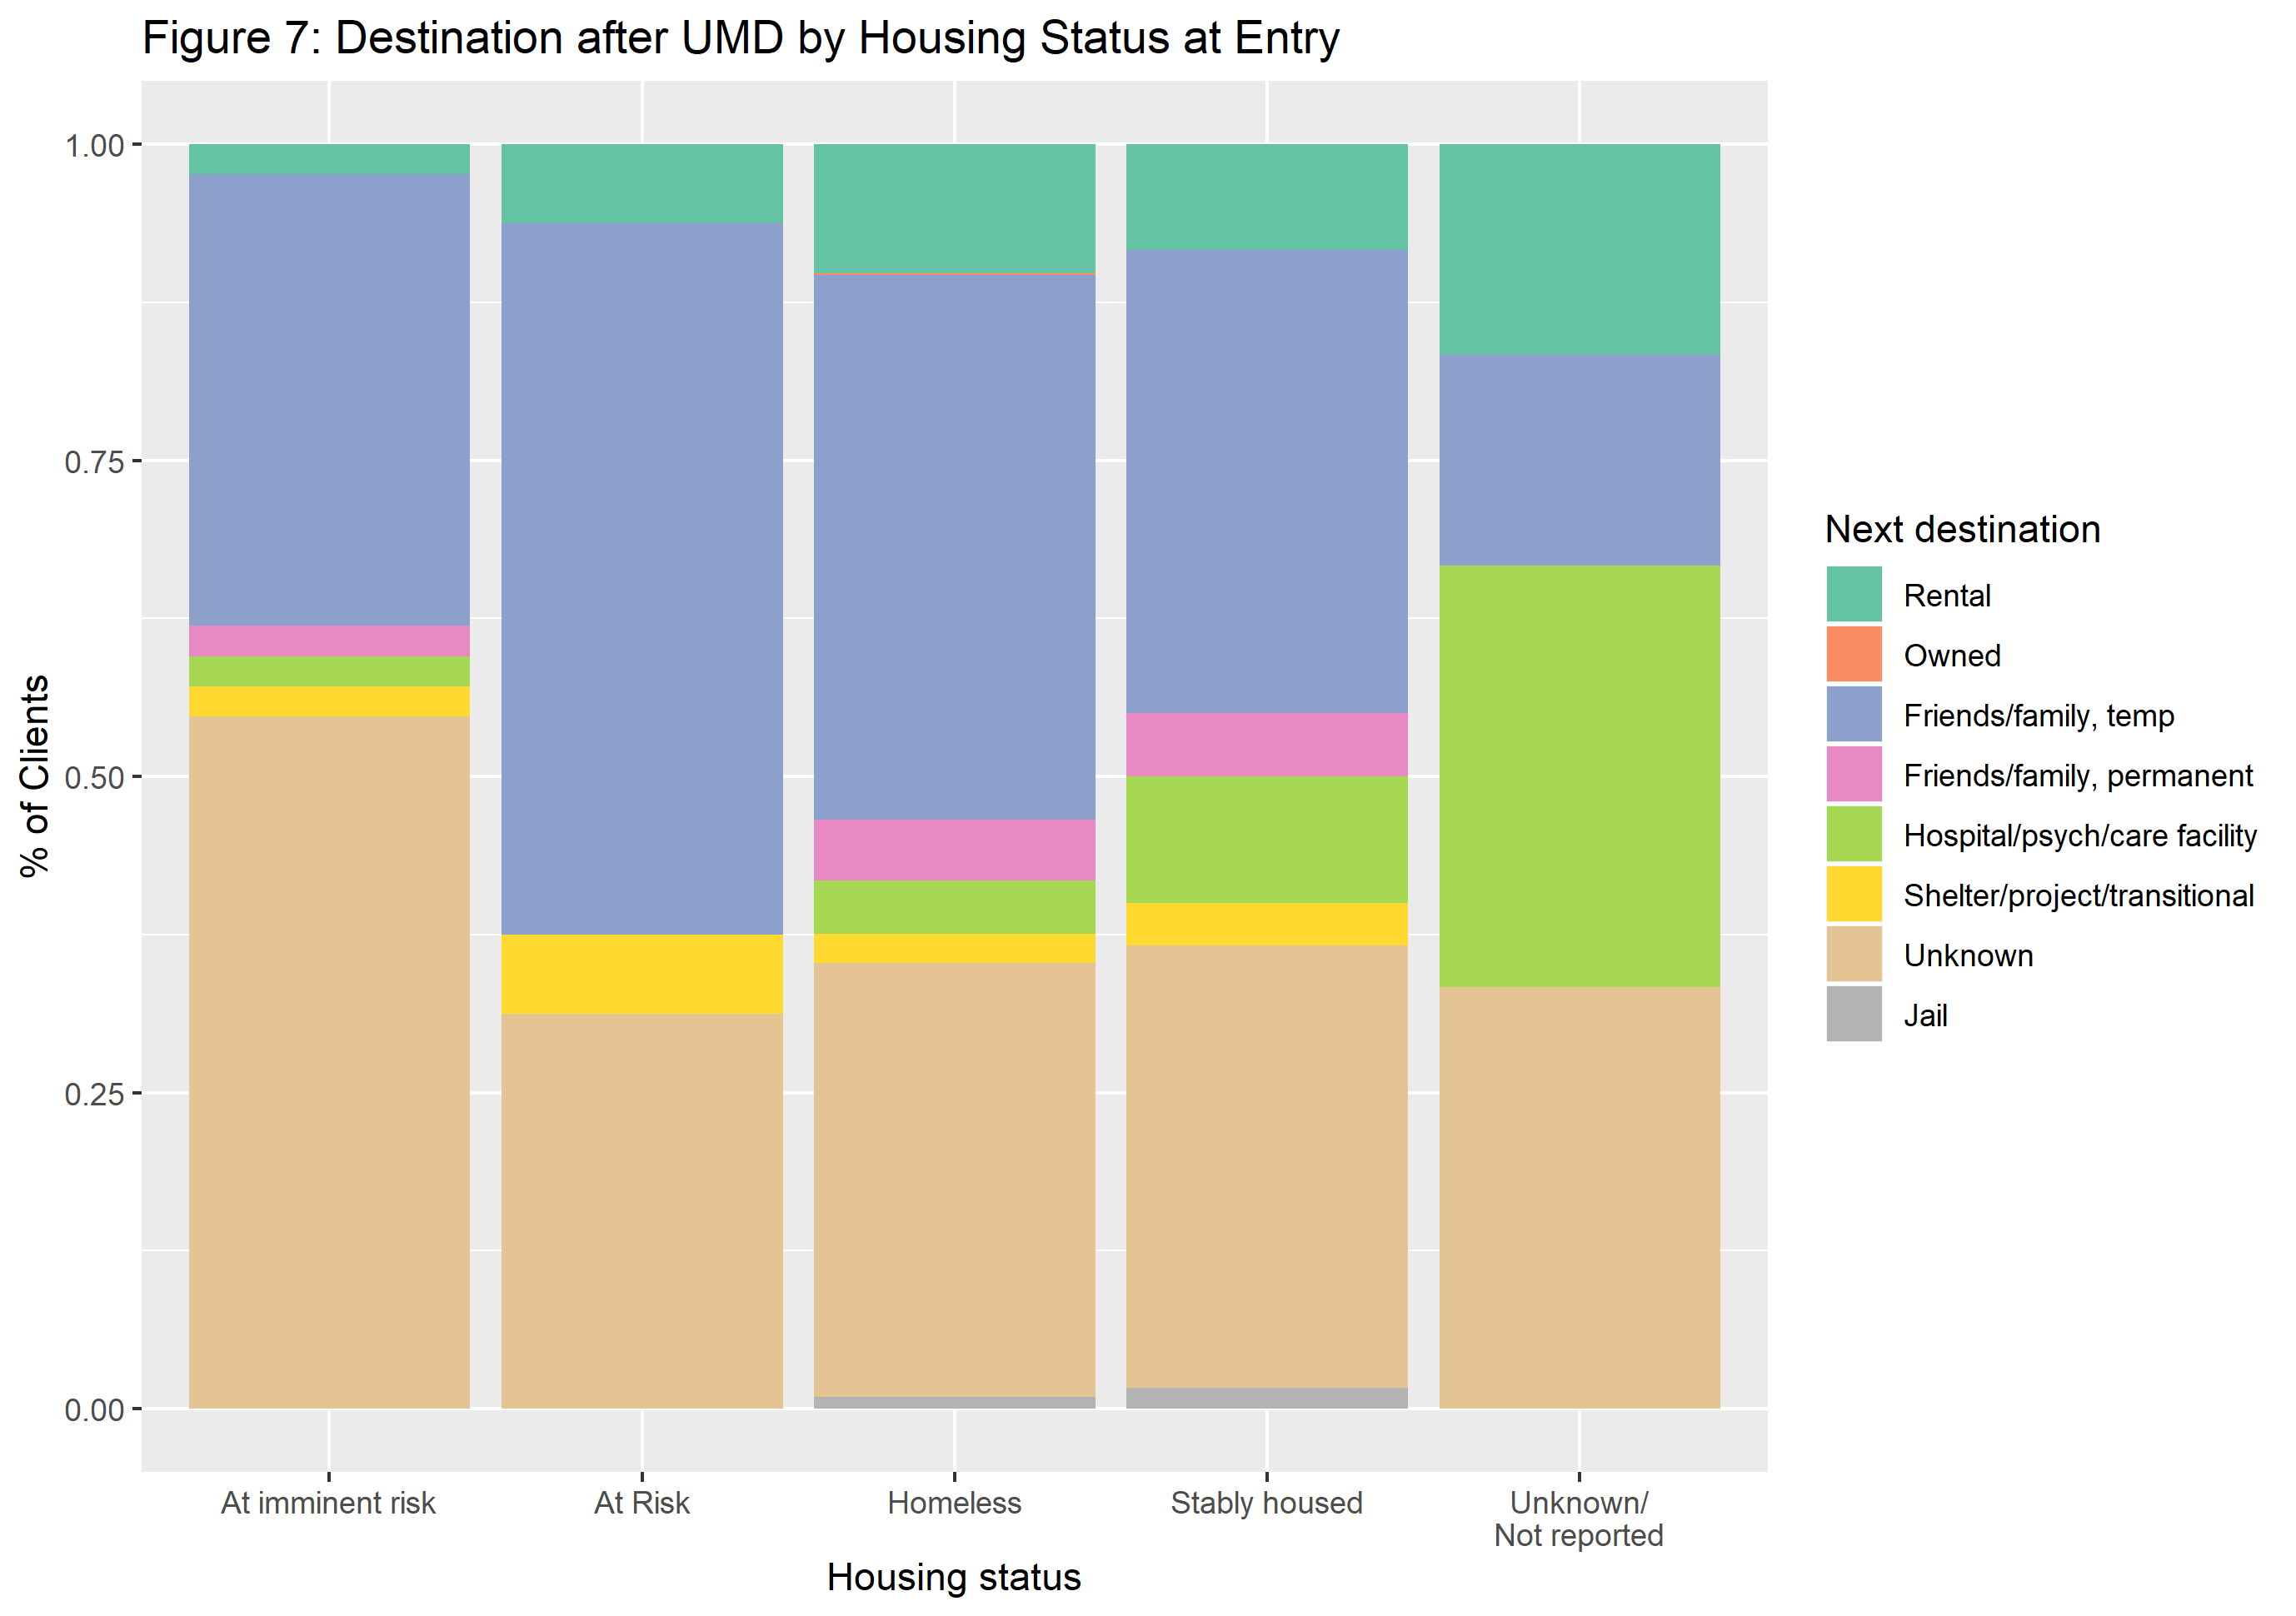 Figure 7: Destination after UMD by Housing Status at Entry
1.00
0.75
0.50
0.25
0.00
% of Clients
At imminent risk
At Risk
Homeless
Stably housed
Unknown/
Not reported
Housing status
Next destination
Rental
Owned
Friends/family, temp
Friends/family, permanent
Hospital/psych/care facility
Shelter/project/transitional
Unknown
Jail